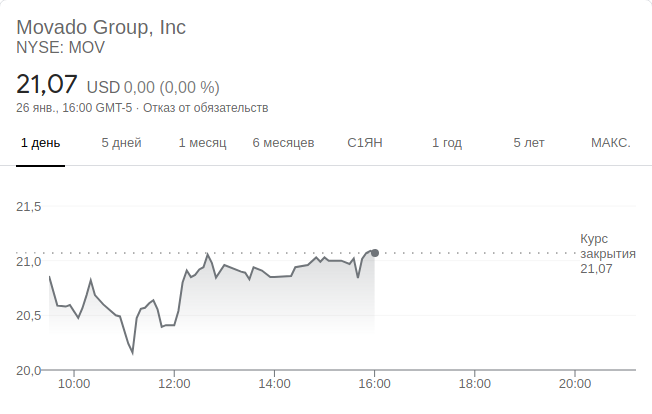 Movado Group, Inc
NYSE: MOV
21,07 USD 0,00 (0,00 %)
26 янв., 16:00 GMT-5 · Отказ от обязательств
1 день 5 дней 1 месяц 6 месяцев С1ЯН 1 год 5 лет МАКС.
21,5
Курс
закрытия
21,07
21,0
20,5
20,0
10:00 12:00 14:00 16:00 18:00 20:00